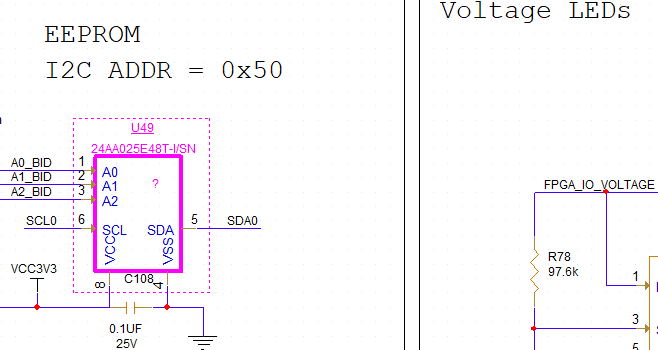 EEPROM
I2C ADDR = 0x50
Voltage LEDs
U49
24AA025E48T-I/SN
A0_BID 1 A0
A1_BID 2 A1
A2_BID 3 A2
?
SCL0 6 SCL
SDA 5 SDA0
VCC
VSS
8
4
VCC3V3
C108
0.1UF
25V
FPGA_IO_VOLTAGE
R78
97.6k
1
3
5